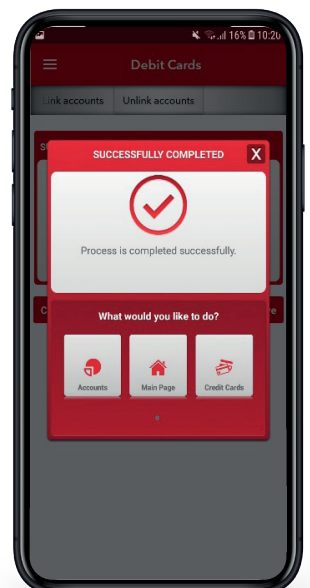 16% 10:20
Debit Cards
Link accounts Unlink accounts
SUCCESSFULLY COMPLETED X
Process is completed successfully.
What would you like to do?
Accounts Main Page Credit Cards